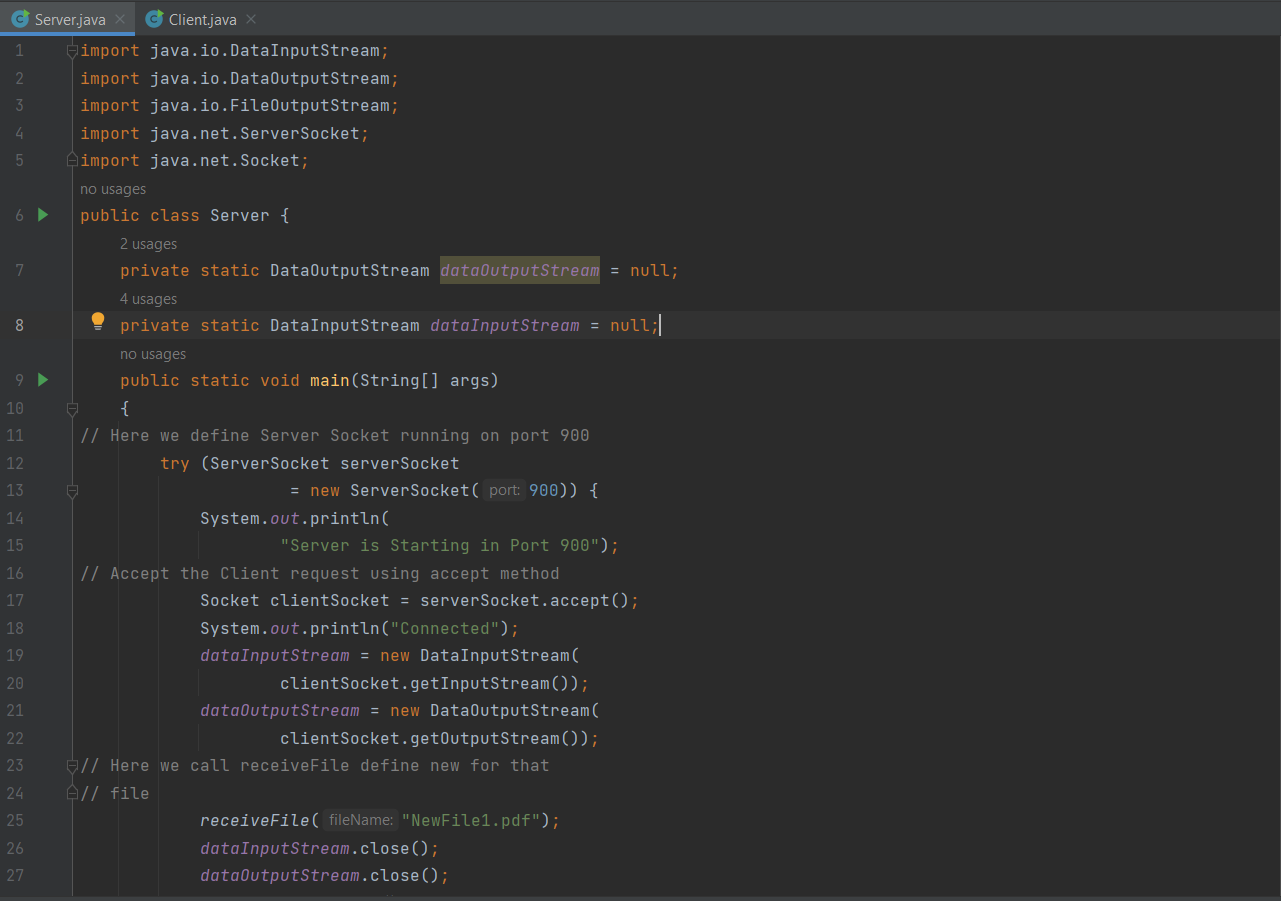 Server.java × Client.java ×
1 import java.io.DataInputStream;
2 import java.io.DataOutputStream;
3 import java.io.FileOutputStream;
4 import java.net.ServerSocket;
5 import java.net.Socket;
no usages
6 public class Server {
2 usages
7 private static DataOutputStream dataOutputStream = null;
4 usages
8 private static DataInputStream dataInputStream = null;
no usages
9 public static void main(String[] args)
10 {
11 // Here we define Server Socket running on port 900
12 try (ServerSocket serverSocket
13 = new ServerSocket( port: 900)) {
14 System.out.println(
15 "Server is Starting in Port 900");
16 // Accept the Client request using accept method
17 Socket clientSocket = serverSocket.accept();
18 System.out.println("Connected");
19 dataInputStream = new DataInputStream(
20 clientSocket.getInputStream());
21 dataOutputStream = new DataOutputStream(
22 clientSocket.getOutputStream());
23 // Here we call receiveFile define new for that
24 // file
25 receiveFile( fileName: "NewFile1.pdf");
26 dataInputStream.close();
27 dataOutputStream.close();